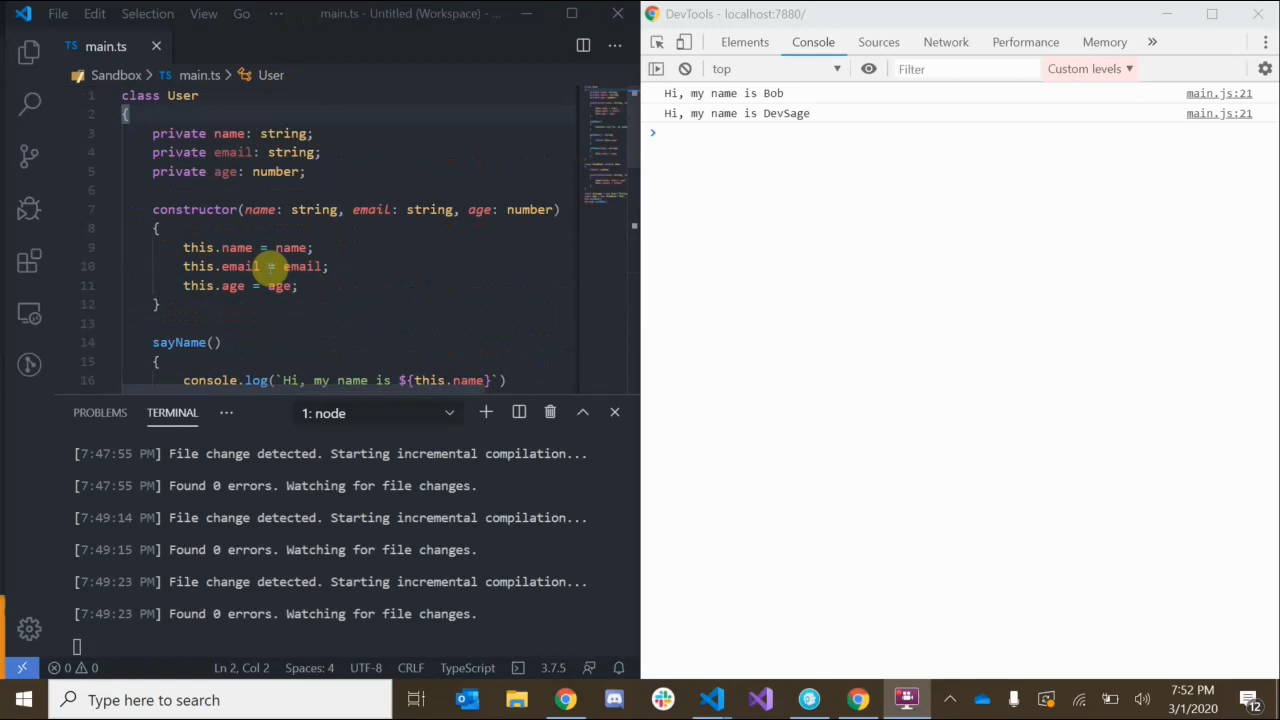 File Edit Selection View Go ··· main.ts - Untitled (Workspace) - ...
TS main.ts
Sandbox > TS main.ts > User
1 class User
{
3 private name: string;
4 private email: string;
5 private age: number;
6
7 constructor(name: string, email: string, age: number)
8 {
9 this.name = name;
10 this.email = email;
11 this.age = age;
12 }
13
14 sayName()
15 {
16 console.log(`Hi, my name is ${this.name}`)
PROBLEMS TERMINAL ··· 1: node
[7:47:55 PM] File change detected. Starting incremental compilation...
[7:47:55 PM] Found 0 errors. Watching for file changes.
[7:49:14 PM] File change detected. Starting incremental compilation...
[7:49:15 PM] Found 0 errors. Watching for file changes.
[7:49:23 PM] File change detected. Starting incremental compilation...
[7:49:23 PM] Found 0 errors. Watching for file changes.
0 0 Ln 2, Col 2 Spaces: 4 UTF-8 CRLF TypeScript 3.7.5
DevTools - localhost:7880/
Elements Console Sources Network Performance Memory »
top Filter Custom levels
Hi, my name is Bob main.js:21
Hi, my name is DevSage main.js:21
>
Type here to search
7:52 PM
3/1/2020
12